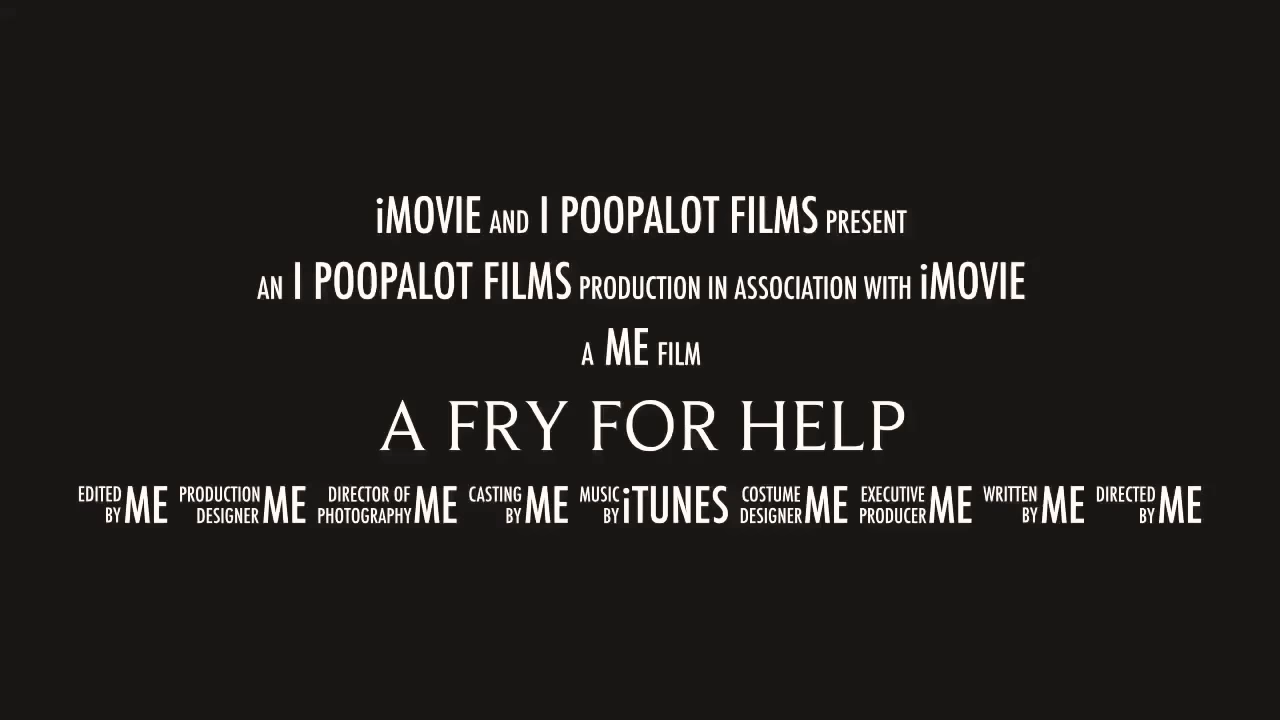 iMOVIE AND I POOPALOT FILMS PRESENT
AN I POOPALOT FILMS PRODUCTION IN ASSOCIATION WITH iMOVIE
A ME FILM
A FRY FOR HELP
EDITED BY ME PRODUCTION DESIGNER ME DIRECTOR OF PHOTOGRAPHY ME CASTING BY ME MUSIC BY iTUNES COSTUME DESIGNER ME EXECUTIVE PRODUCER ME WRITTEN BY ME DIRECTED BY ME